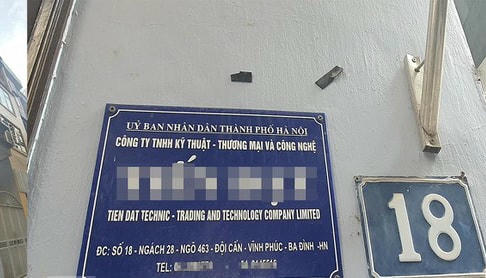 UỶ BAN NHÂN DÂN THÀNH PHỐ HÀ NỘI
CÔNG TY TNHH KỸ THUẬT - THƯƠNG MẠI VÀ CÔNG NGHỆ
TIEN DAT TECHNIC - TRADING AND TECHNOLOGY COMPANY LIMITED
ĐC: SỐ 18 - NGÁCH 28 - NGÕ 463 - ĐỘI CẤN - VĨNH PHÚC - BA ĐÌNH -HN
TEL:
18